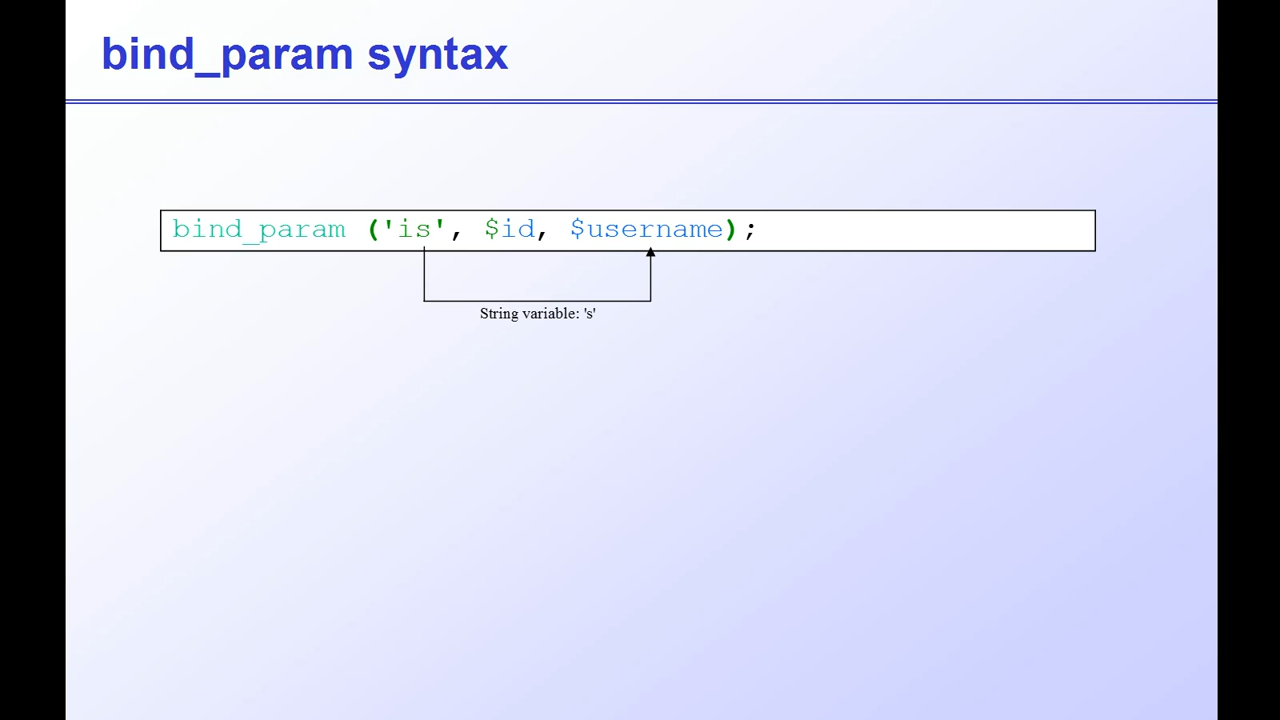 bind_param syntax
bind_param ('is', $id, $username);
String variable: 's'